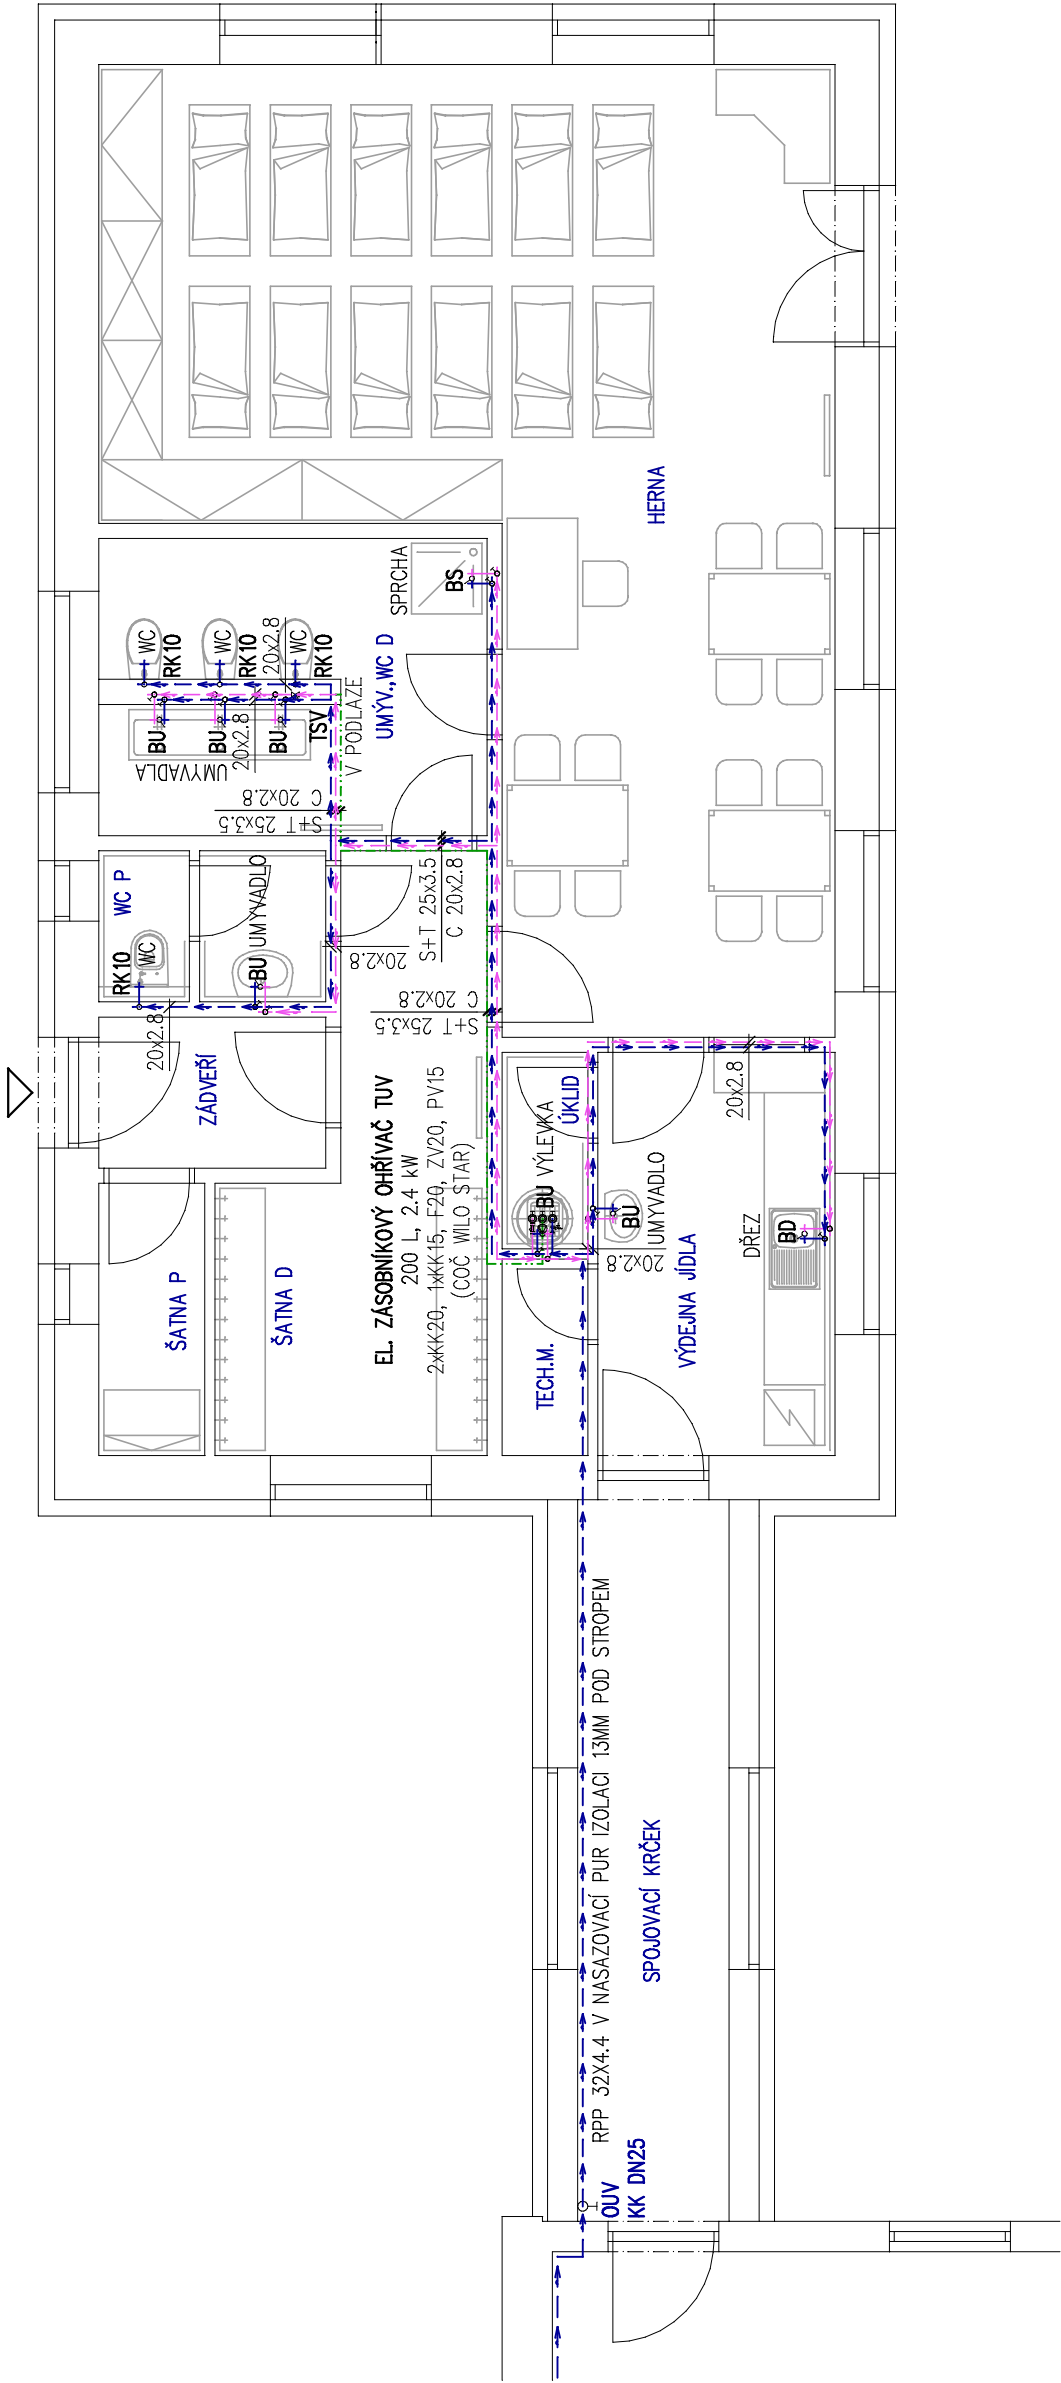 HERNA
SPRCHA
BS
WC
RK10
WC
RK10
WC
RK10
20x2.8
UMÝV.,WC D
BU
BU
BU
TSV
20x2.8
V PODLAZE
UMYVADLA
C 20x2.8
S+T 25x3.5
WC P
RK10
WC
BU UMYVADLO
20x2.8
S+T 25x3.5
C 20x2.8
C 20x2.8
S+T 25x3.5
20x2.8
ZÁDVEŘÍ
ÚKLID
BU VÝLEVKA
20x2.8
BU
UMYVADLO
20x2.8
DŘEZ
BD
VÝDEJNA JÍDLA
EL. ZÁSOBNÍKOVÝ OHŘÍVAČ TUV
200 L, 2.4 kW
2xKK20, 1xKK15, F20, ZV20, PV15
(COČ WILO STAR)
ŠATNA P
ŠATNA D
TECH.M.
RPP 32X4.4 V NASAZOVACÍ PUR IZOLACI 13MM POD STROPEM
SPOJOVACÍ KRČEK
OUV
KK DN25